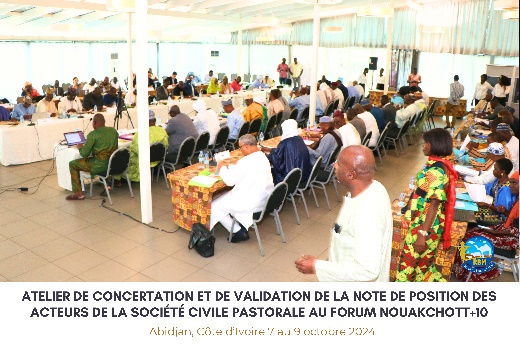 RBM
ATELIER DE CONCERTATION ET DE VALIDATION DE LA NOTE DE POSITION DES
ACTEURS DE LA SOCIÉTÉ CIVILE PASTORALE AU FORUM NOUAKCHOTT+10
Abidjan, Côte d'Ivoire 7 au 9 octobre 2024